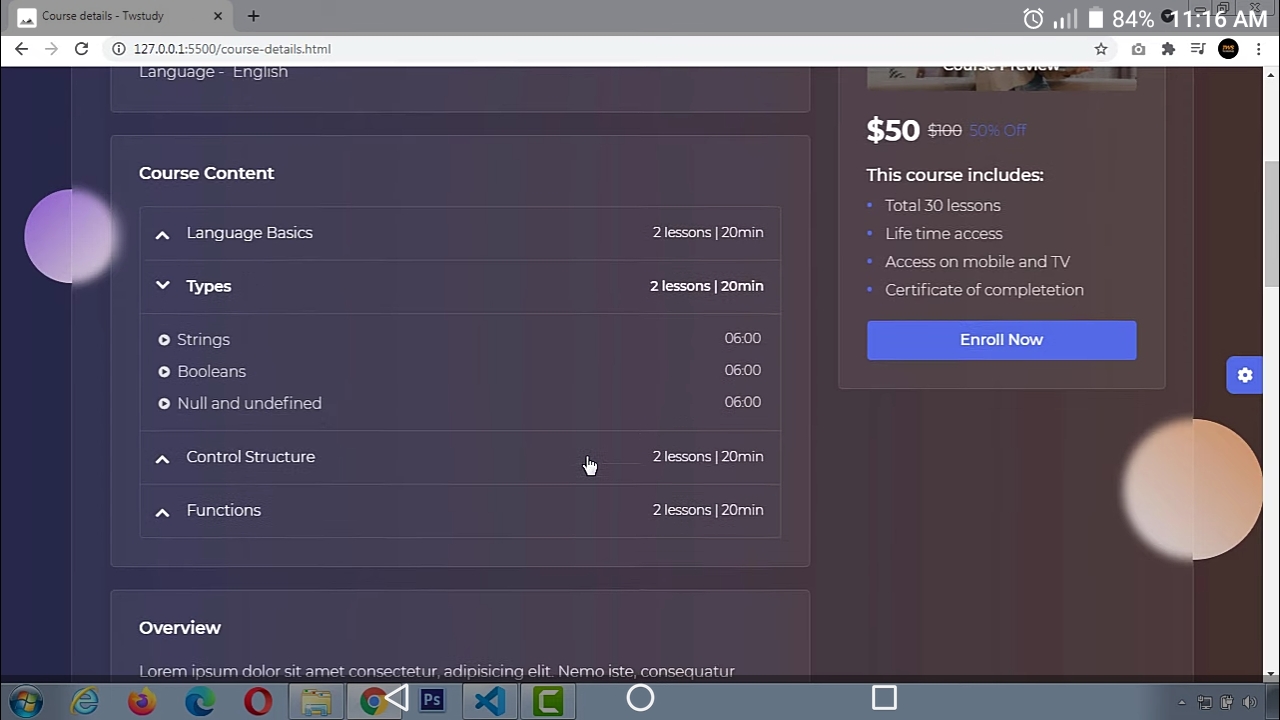 Course details - Twstudy
84% 11:16 AM
127.0.0.1:5500/course-details.html
Language - English
Course Preview
$50 $100 50% Off
Course Content
This course includes:
Total 30 lessons
Life time access
Access on mobile and TV
Certificate of completetion
Enroll Now
Language Basics 2 lessons | 20min
Types 2 lessons | 20min
Strings 06:00
Booleans 06:00
Null and undefined 06:00
Control Structure 2 lessons | 20min
Functions 2 lessons | 20min
Overview
Lorem ipsum dolor sit amet consectetur, adipisicing elit. Nemo iste, consequatur
Ps